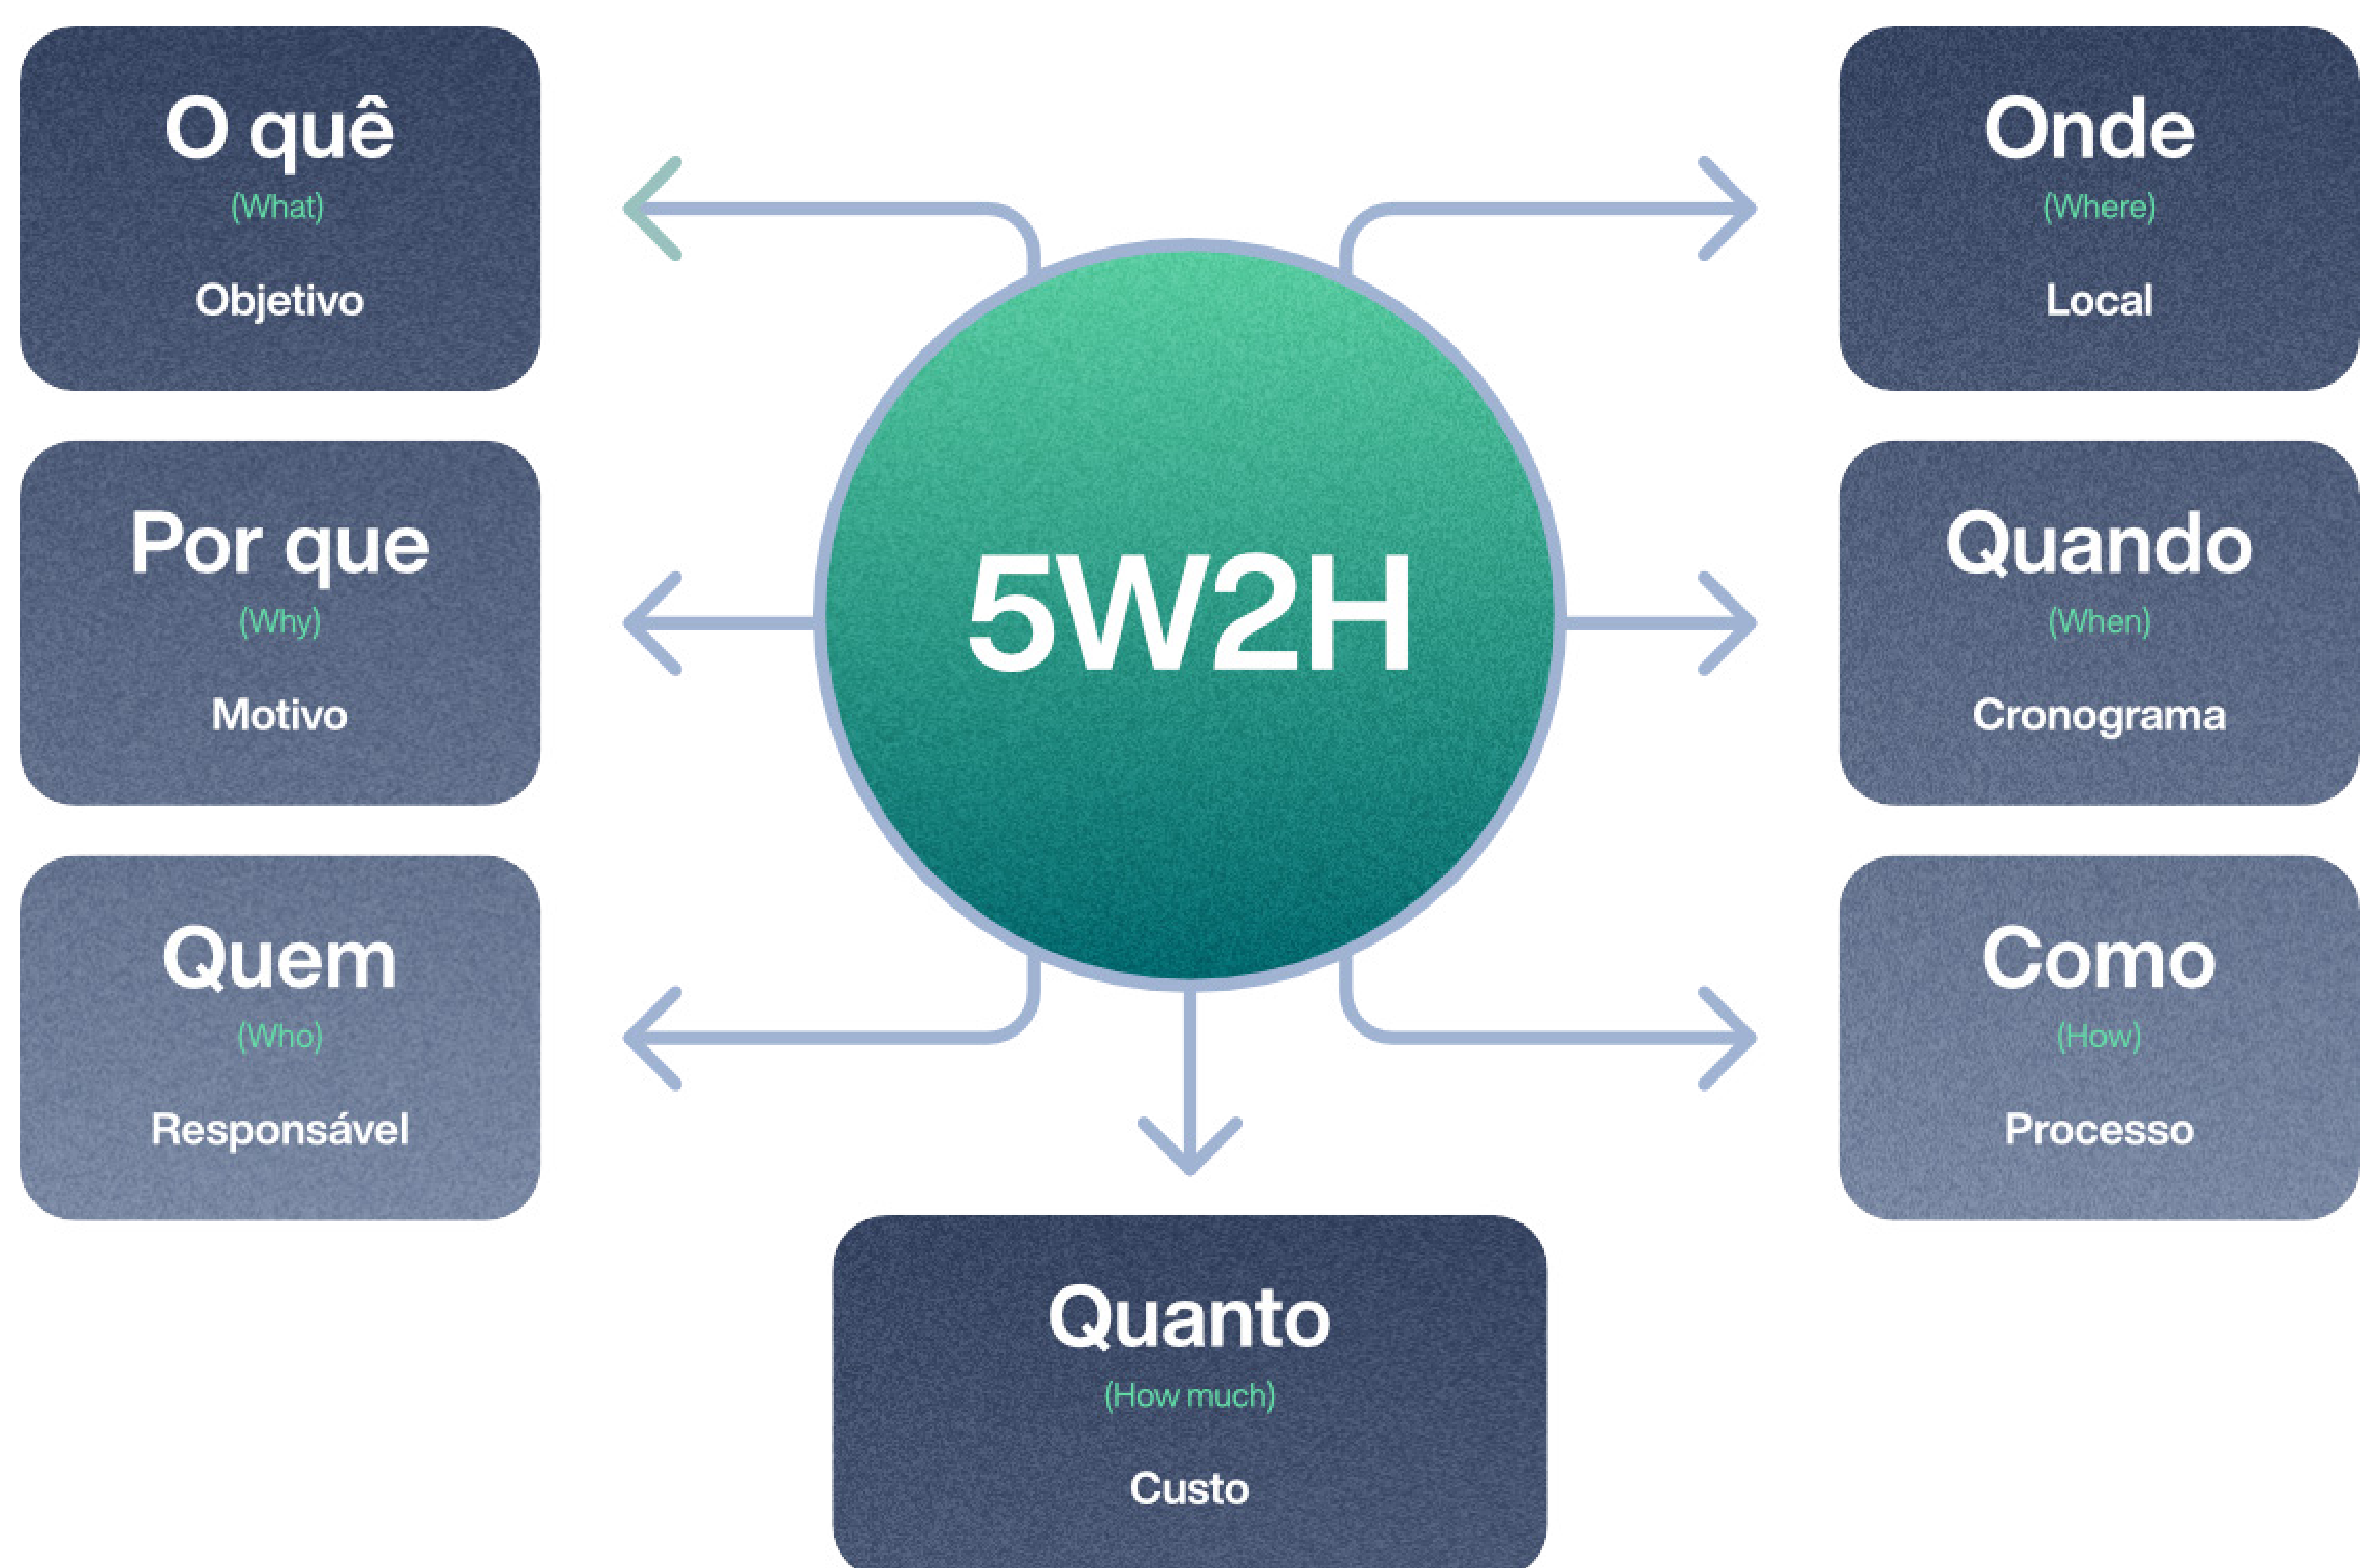 O quê
(What)
Objetivo
Por que
(Why)
Motivo
Quem
(Who)
Responsável
5W2H
Onde
(Where)
Local
Quando
(When)
Cronograma
Como
(How)
Processo
Quanto
(How much)
Custo